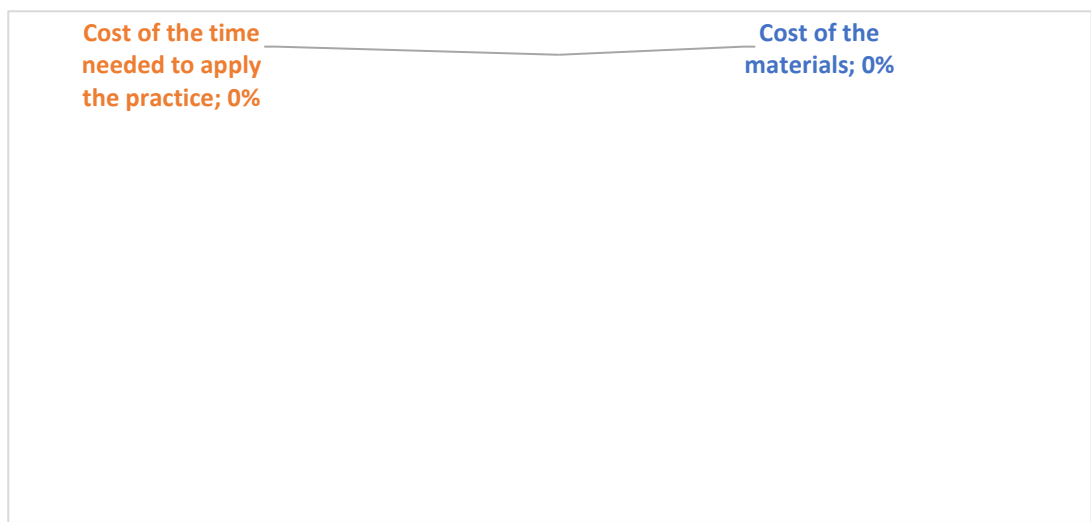 Cost of the time
needed to apply
the practice; 0%
Cost of the
materials; 0%